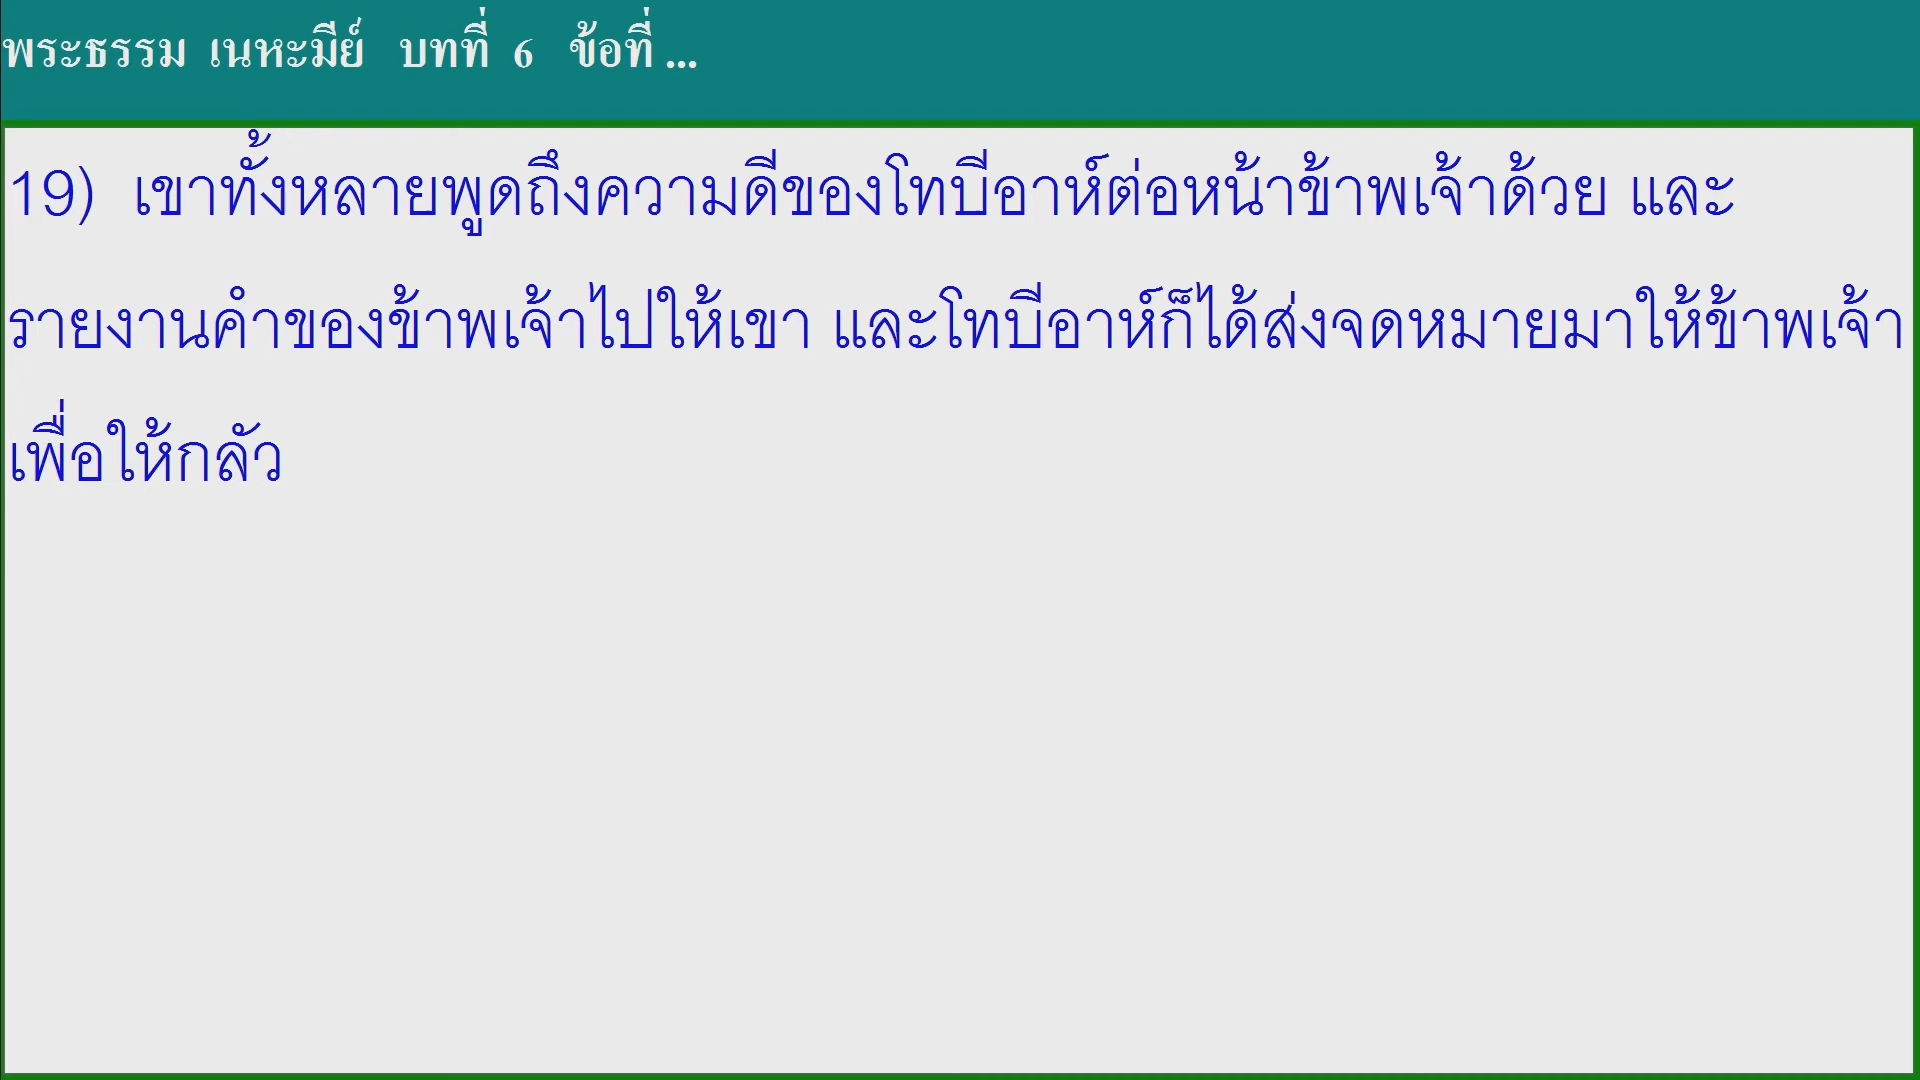 พระธรรม เนหะมีย์ บทที่ 6 ข้อที่ ...
19) เขาทั้งหลายพูดถึงความดีของโทบีอาห์ต่อหน้าข้าพเจ้าด้วย และ
รายงานคำของข้าพเจ้าไปให้เขา และโทบีอาห์ก็ได้ส่งจดหมายมาให้ข้าพเจ้า
เพื่อให้กลัว